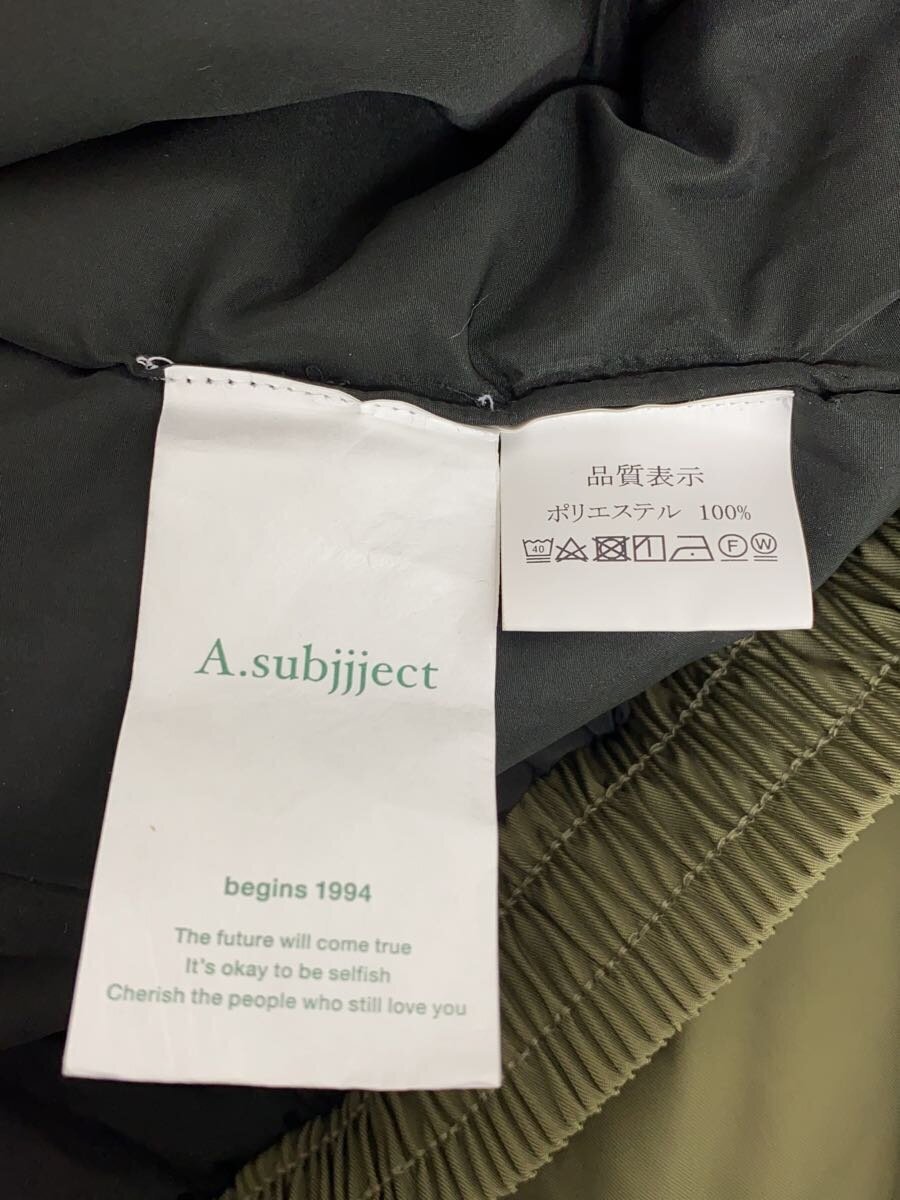 A.subjjject
begins 1994
The future will come true
It's okay to be selfish
Cherish the people who still love you
品質表示
ポリエステル 100%
40 F W